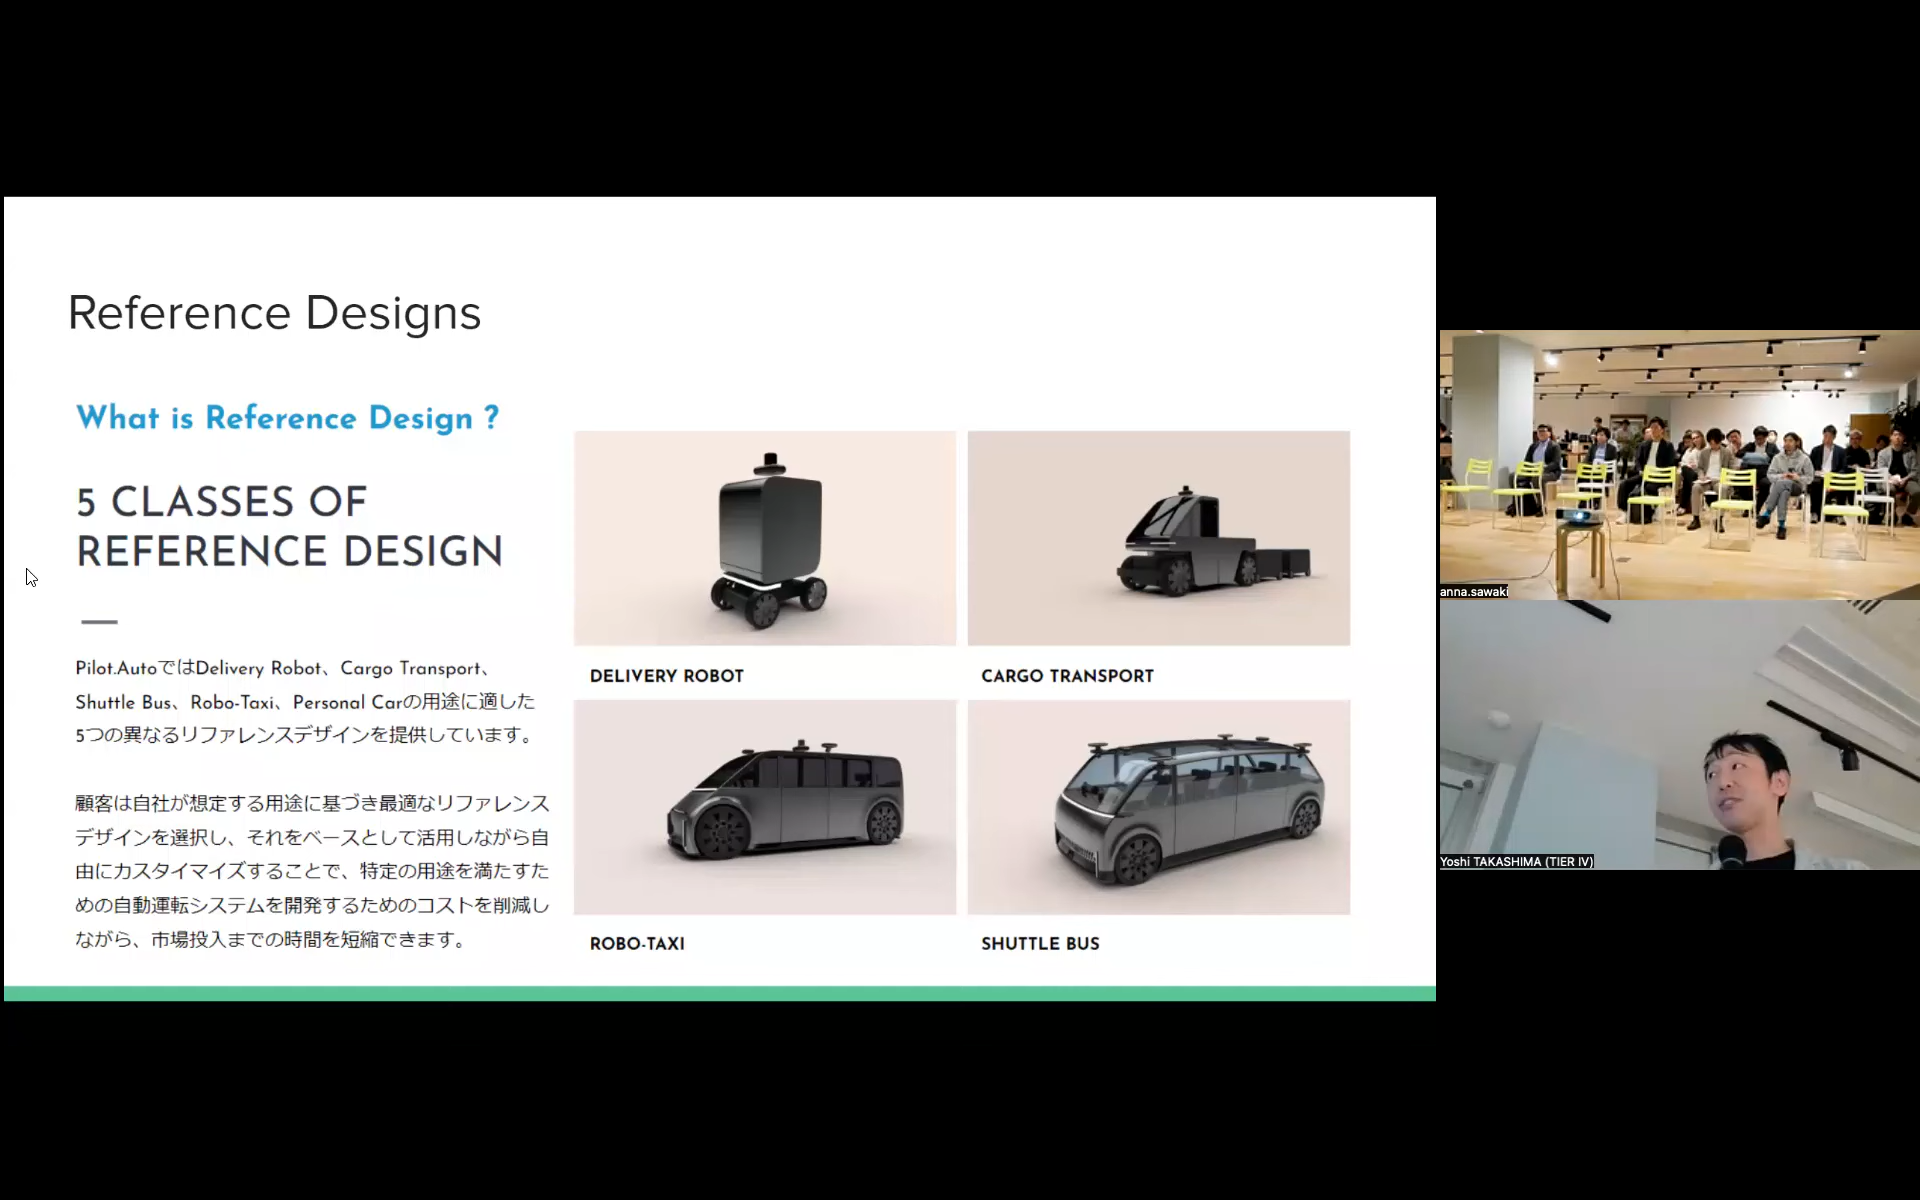 Reference Designs
What is Reference Design ?
5 CLASSES OF
REFERENCE DESIGN
Pilot.AutoではDelivery Robot、Cargo Transport、
Shuttle Bus、Robo-Taxi、Personal Carの用途に適した
5つの異なるリファレンスデザインを提供しています。
顧客は自社が想定する用途に基づき最適なリファレンス
デザインを選択し、それをベースとして活用しながら自
由にカスタイマイズすることで、特定の用途を満たすた
めの自動運転システムを開発するためのコストを削減し
ながら、市場投入までの時間を短縮できます。
DELIVERY ROBOT
CARGO TRANSPORT
ROBO-TAXI
SHUTTLE BUS
anna.sawaki
Yoshi TAKASHIMA (TIER IV)